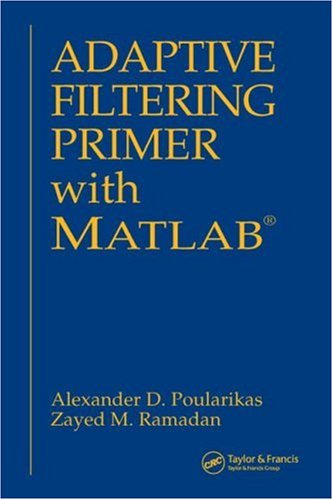 ADAPTIVE
FILTERING
PRIMER
with
MATLAB®
Alexander D. Poularikas
Zayed M. Ramadan
CRC Taylor & Francis
Taylor & Francis Group